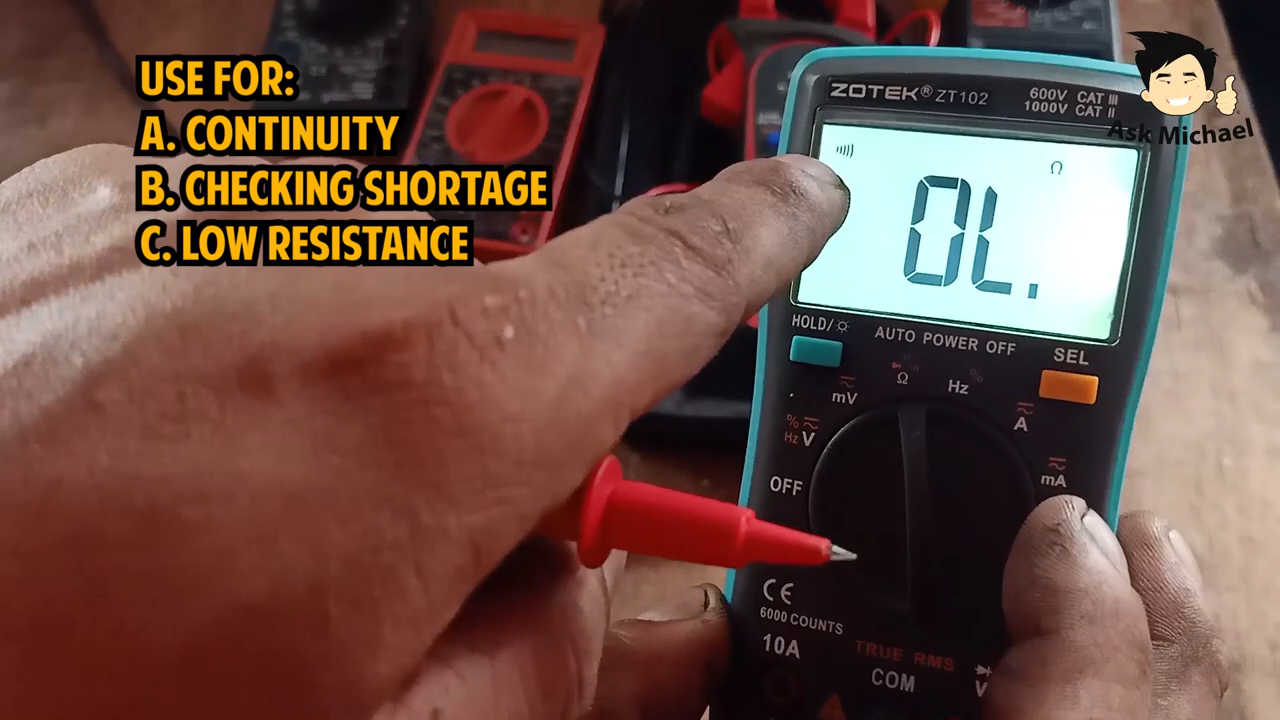 USE FOR:
A. CONTINUITY
B. CHECKING SHORTAGE
C. LOW RESISTANCE
ZOTEK® ZT102
600V CAT III
1000V CAT II
Ask Michael
Ω
OL.
HOLD/
AUTO POWER OFF
SEL
Ω
Hz %
mV
A
% Hz V
OFF
mA
CE
6000 COUNTS
10A
TRUE RMS
COM
V